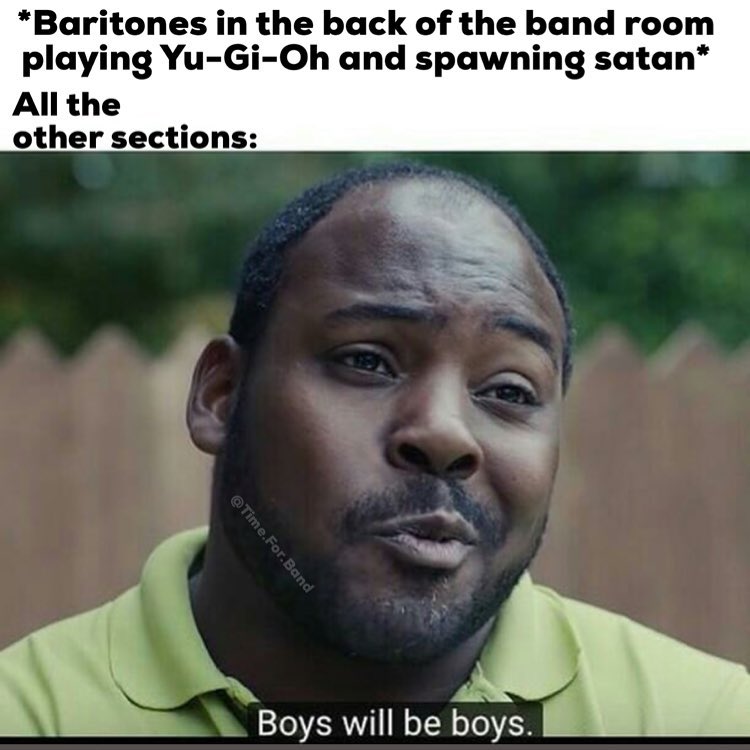 *Baritones in the back of the band room
playing Yu-Gi-Oh and spawning satan*
All the
other sections:
@Time.For.Band
Boys will be boys.